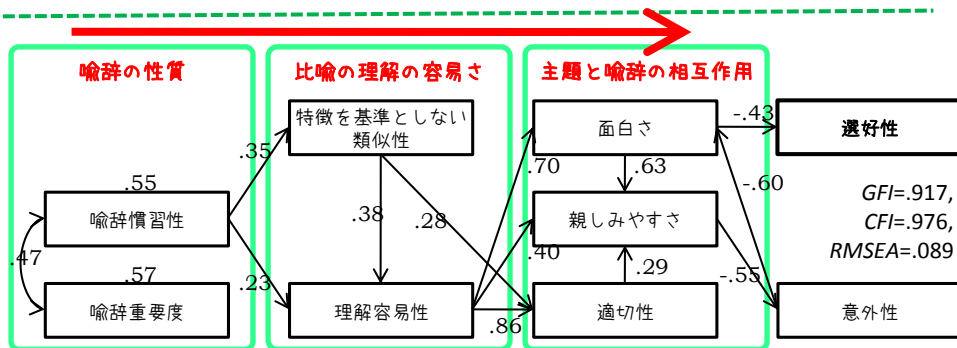 喩辞の性質
比喩の理解の容易さ
主題と喩辞の相互作用
特徴を基準としない
類似性
面白さ
-.43
選好性
.35
.70
.63
-.60
.55
喩辞慣習性
.38
.28
親しみやすさ
GFI=.917,
CFI=.976,
RMSEA=.089
.47
.57
.23
.40
.29
-.55
喩辞重要度
理解容易性
.86
適切性
意外性